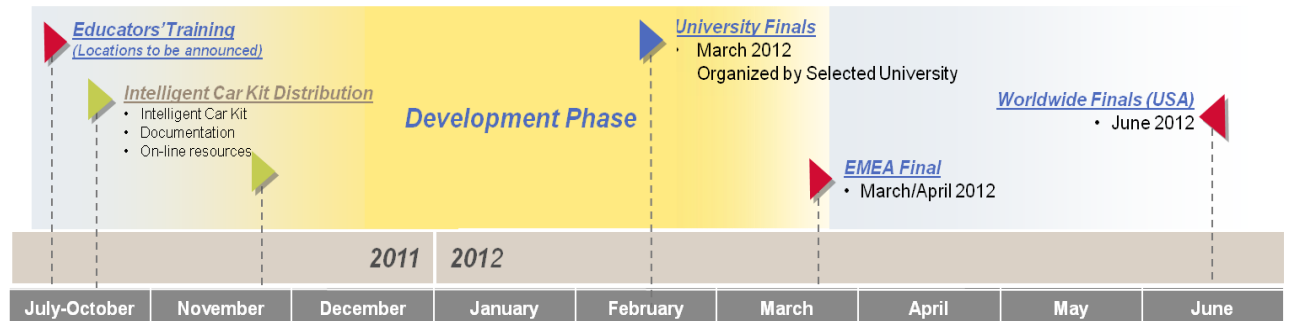 Educators'Training
(Locations to be announced)
Intelligent Car Kit Distribution
• Intelligent Car Kit
• Documentation
• On-line resources
Development Phase
University Finals
• March 2012
Organized by Selected University
EMEA Final
• March/April 2012
Worldwide Finals (USA)
• June 2012
2011 2012
July-October November December January February March April May June